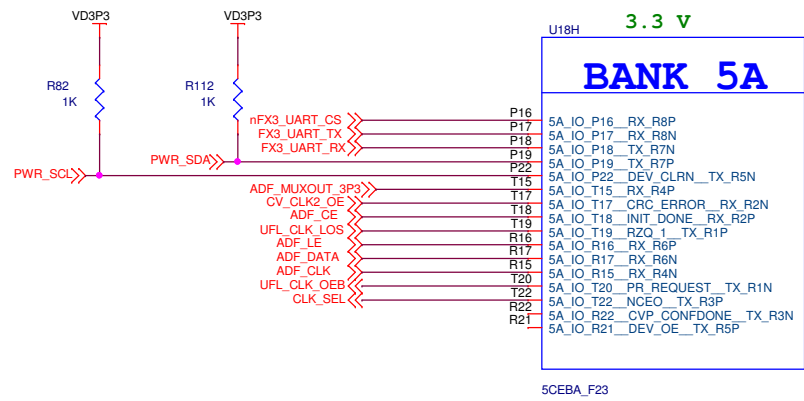 VD3P3 VD3P3 3.3 V
U18H
BANK 5A
R82 R112
1K 1K
nFX3_UART_CS P16 5A_IO_P16__RX_R8P
FX3_UART_TX P17 5A_IO_P17__RX_R8N
FX3_UART_RX P18 5A_IO_P18__TX_R7N
PWR_SDA P19 5A_IO_P19__TX_R7P
PWR_SCL P22 5A_IO_P22__DEV_CLRN__TX_R5N
ADF_MUXOUT_3P3 T15 5A_IO_T15__RX_R4P
CV_CLK2_OE T17 5A_IO_T17__CRC_ERROR__RX_R2N
ADF_CE T18 5A_IO_T18__INIT_DONE__RX_R2P
UFL_CLK_LOS T19 5A_IO_T19__RZQ_1__TX_R1P
ADF_LE R16 5A_IO_R16__RX_R6P
ADF_DATA R17 5A_IO_R17__RX_R6N
ADF_CLK R15 5A_IO_R15__RX_R4N
UFL_CLK_OEB T20 5A_IO_T20__PR_REQUEST__TX_R1N
CLK_SEL T22 5A_IO_T22__NCEO__TX_R3P
R22 5A_IO_R22__CVP_CONFDONE__TX_R3N
R21 5A_IO_R21__DEV_OE__TX_R5P
5CEBA_F23